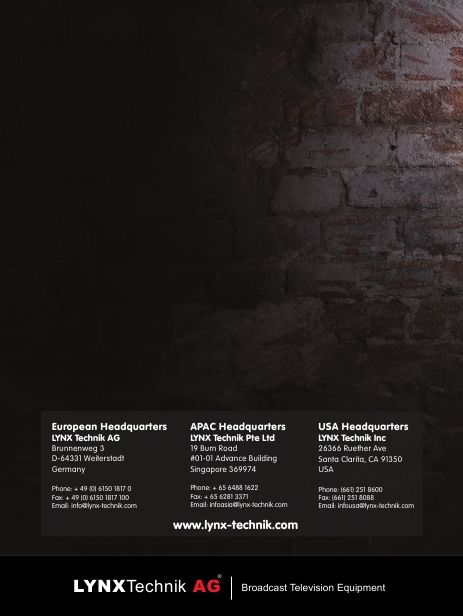 European Headquarters
LYNX Technik AG
Brunnenweg 3
D-64331 Weiterstadt
Germany
Phone: + 49 (0) 6150 1817 0
Fax: + 49 (0) 6150 1817 100
Email: info@lynx-technik.com
APAC Headquarters
LYNX Technik Pte Ltd
19 Burn Road
#01-01 Advance Building
Singapore 369974
Phone: + 65 6488 1622
Fax: + 65 6281 3371
Email: infoasia@lynx-technik.com
USA Headquarters
LYNX Technik Inc
26366 Ruether Ave
Santa Clarita, CA 91350
USA
Phone: (661) 251 8600
Fax: (661) 251 8088
Email: infousa@lynx-technik.com
www.lynx-technik.com
LYNXTechnik AG® Broadcast Television Equipment